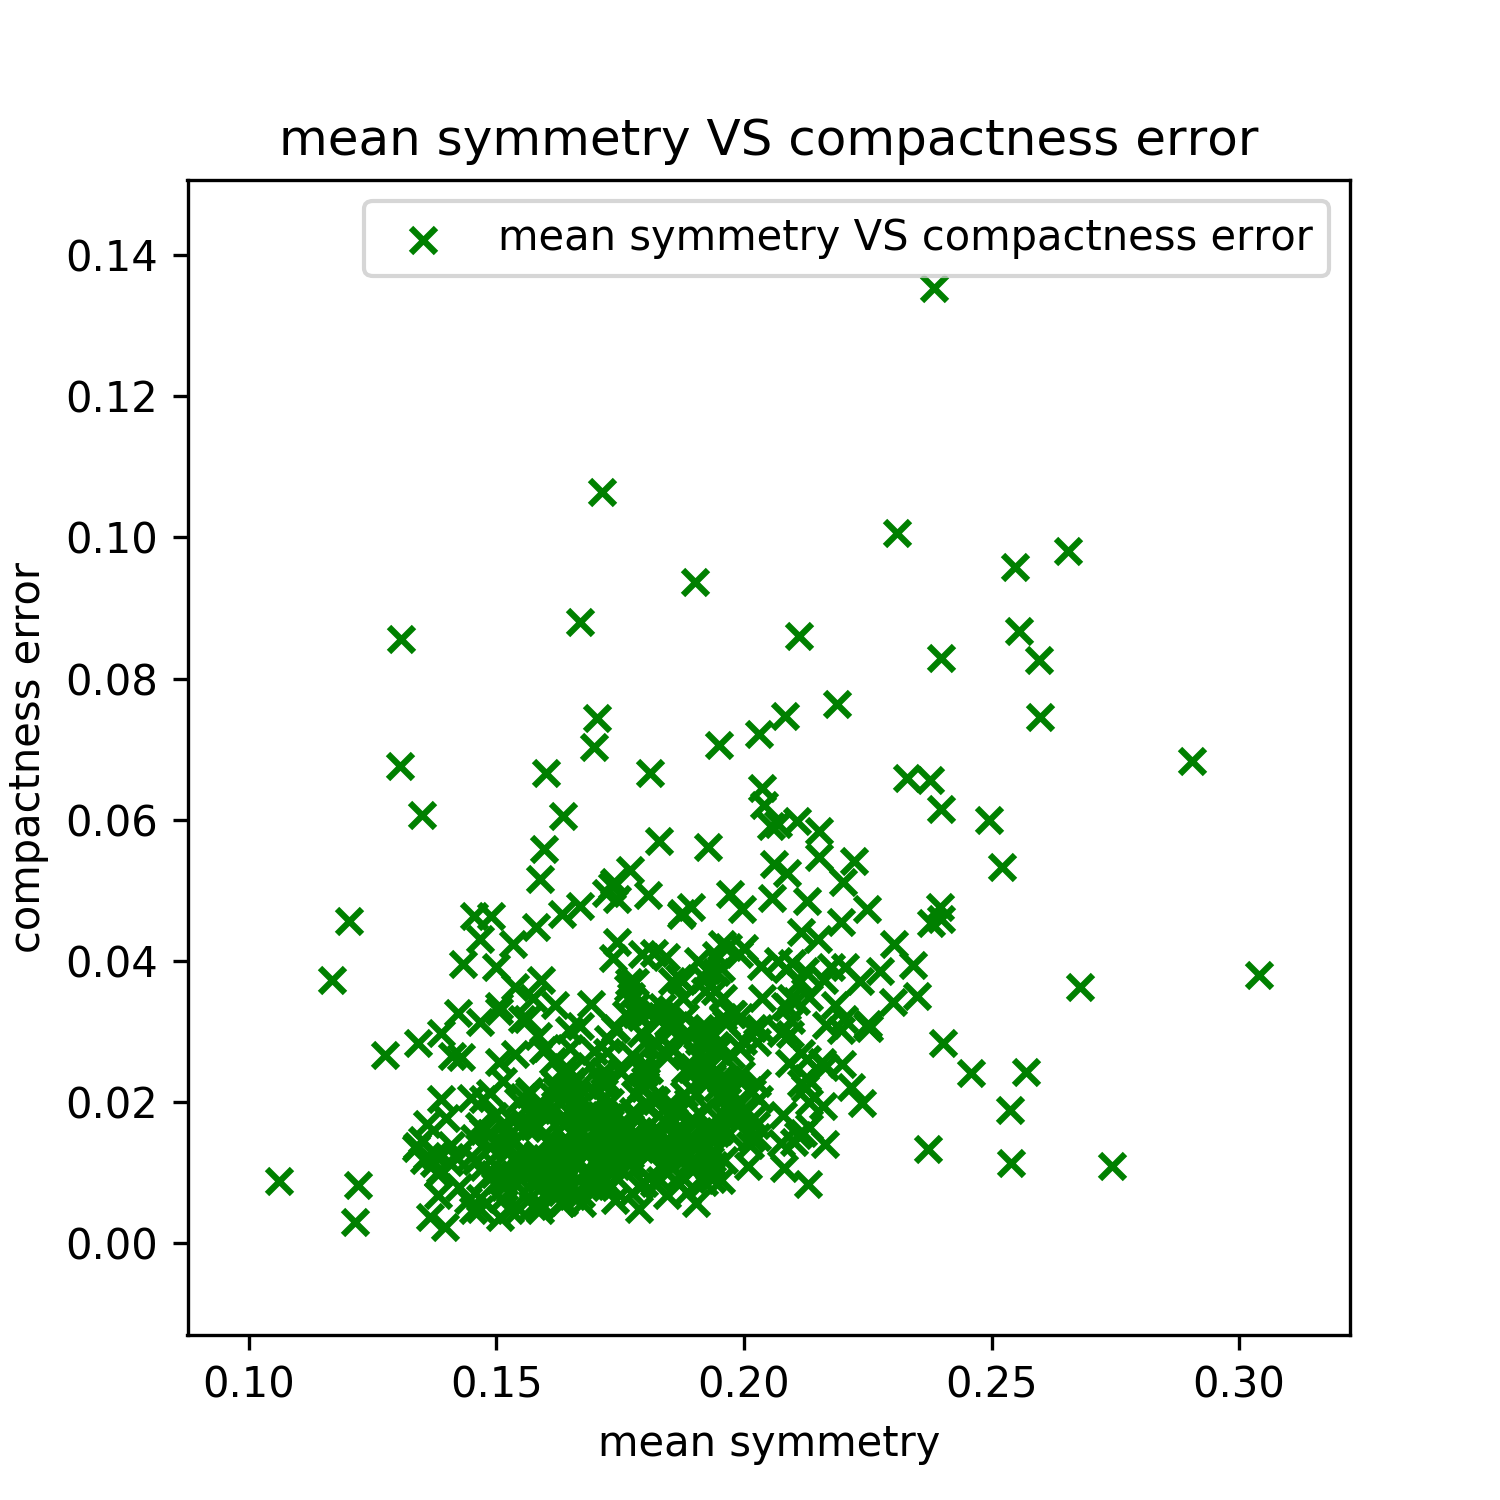 mean symmetry VS compactness error
mean symmetry VS compactness error
0.14
0.12
0.10
0.08
0.06
0.04
0.02
0.00
compactness error
0.10 0.15 0.20 0.25 0.30
mean symmetry